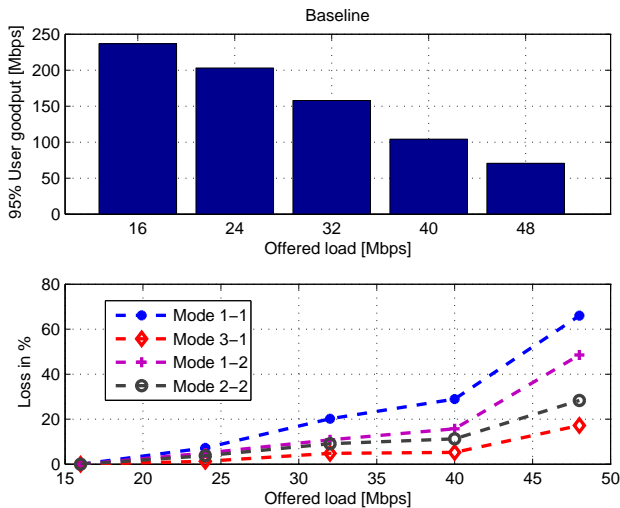 Baseline
95% User goodput [Mbps]
250
200
150
100
50
0
16 24 32 40 48
Offered load [Mbps]
Loss in %
80
60
40
20
0
Mode 1−1
Mode 3−1
Mode 1−2
Mode 2−2
15 20 25 30 35 40 45 50
Offered load [Mbps]